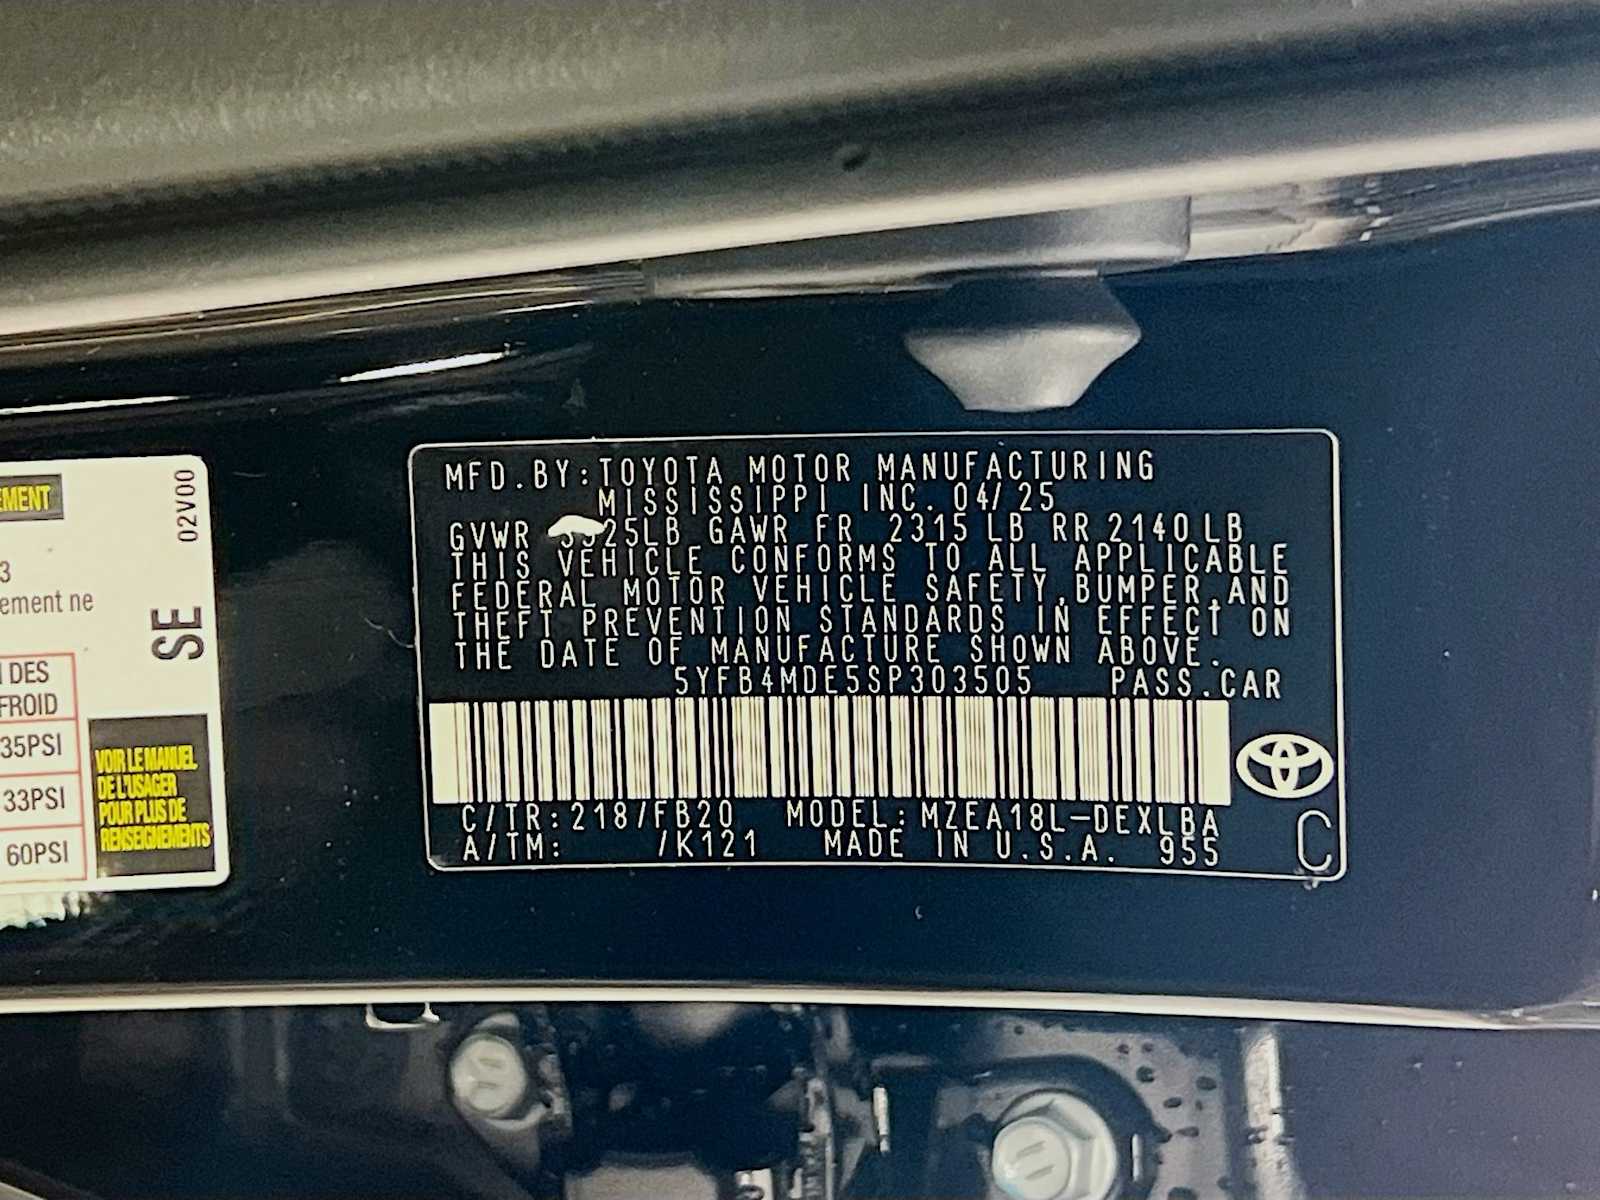 EMENT
02V00
3
ement ne
SE
N DES
FROID
35PSI
33PSI
60PSI
VOIR LE MANUEL
DE L'USAGER
POUR PLUS DE
RENSEIGNEMENTS
MFD.BY:TOYOTA MOTOR MANUFACTURING
MISSISSIPPI INC. 04/25
GVWR 25LB GAWR FR 2315 LB RR 2140 LB
THIS VEHICLE CONFORMS TO ALL APPLICABLE
FEDERAL MOTOR VEHICLE SAFETY,BUMPER,AND
THEFT PREVENTION STANDARDS IN EFFECT ON
THE DATE OF MANUFACTURE SHOWN ABOVE.
5YFB4MDE5SP303505 PASS.CAR
C/TR:218/FB20 MODEL:MZEA18L-DEXLBA
A/TM: /K121 MADE IN U.S.A. 955
C